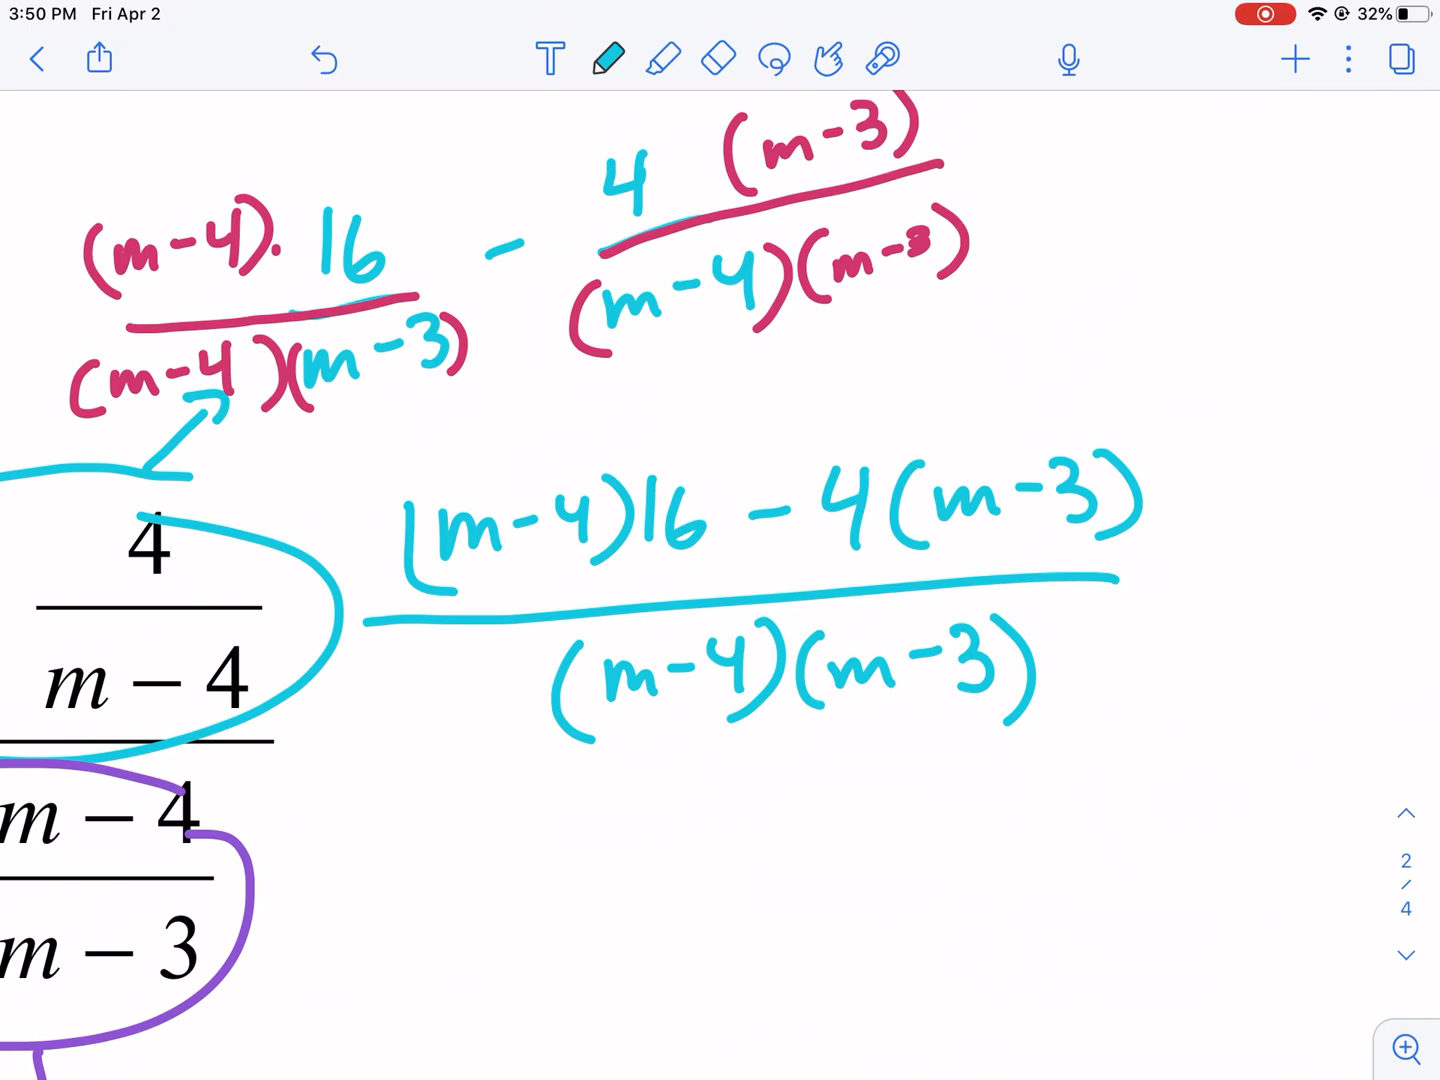 3:50 PM Fri Apr 2 32%
T
4 (m-3)
(m-4). 16 -
(m-4)(m-3)
(m-4)(m-3)
(m-4)16 - 4(m-3)
(m-4)(m-3)
4
m − 4
m − 4
m − 3
2
/
4